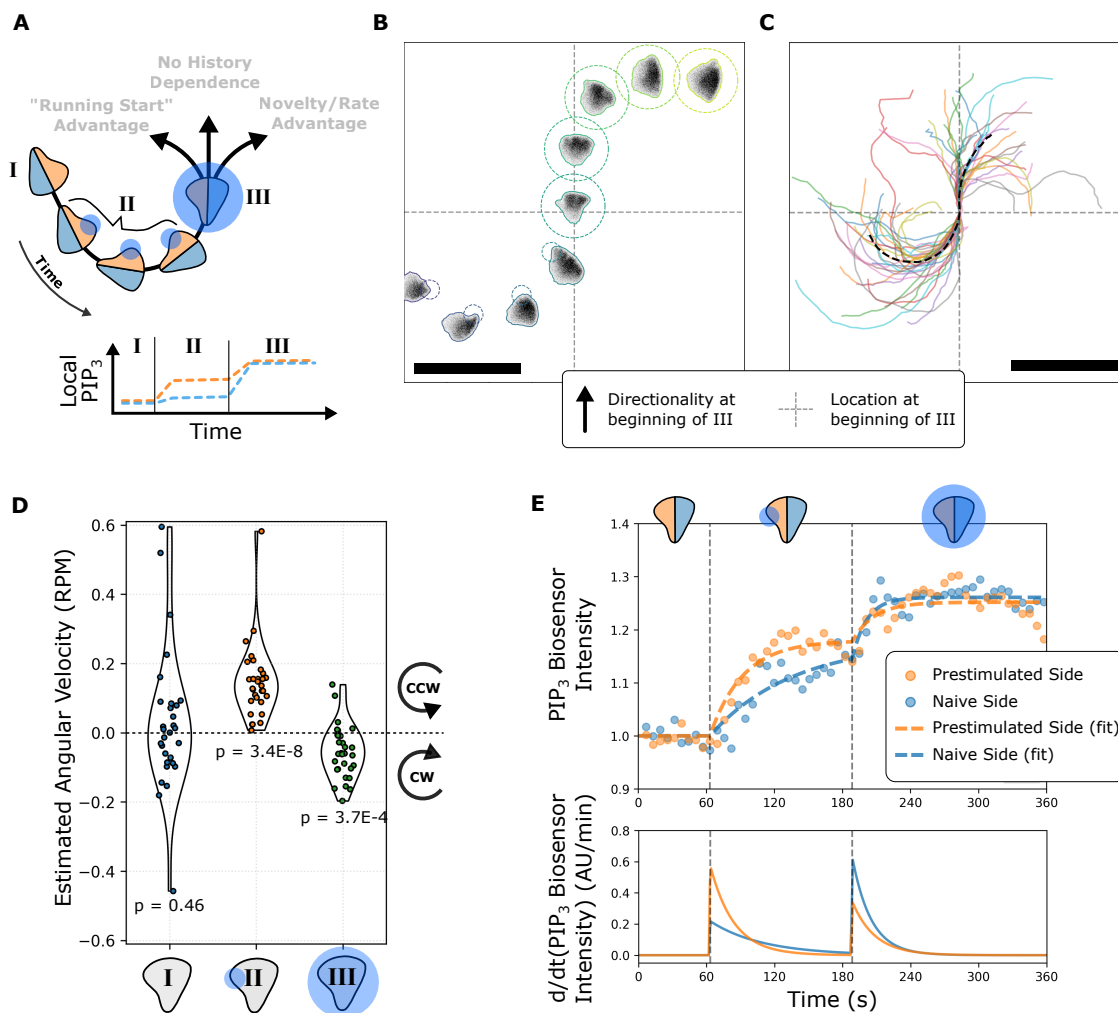 A
No History
Dependence
"Running Start"
Advantage
Novelty/Rate
Advantage
I
II
III
Time
I
II
III
Local
PIP3
Time
B
C
Directionality at
beginning of III
Location at
beginning of III
D
Estimated Angular Velocity (RPM)
0.6
0.4
0.2
0.0
−0.2
−0.4
−0.6
p = 0.46
p = 3.4E-8
p = 3.7E-4
CCW
CW
I
II
III
E
PIP3 Biosensor
Intensity
1.4
1.3
1.2
1.1
1.0
0.9
Prestimulated Side
Naive Side
Prestimulated Side (fit)
Naive Side (fit)
0
60
120
180
240
300
360
d/dt(PIP3 Biosensor
Intensity) (AU/min)
0.8
0.6
0.4
0.2
0.0
0
60
120
180
240
300
360
Time (s)